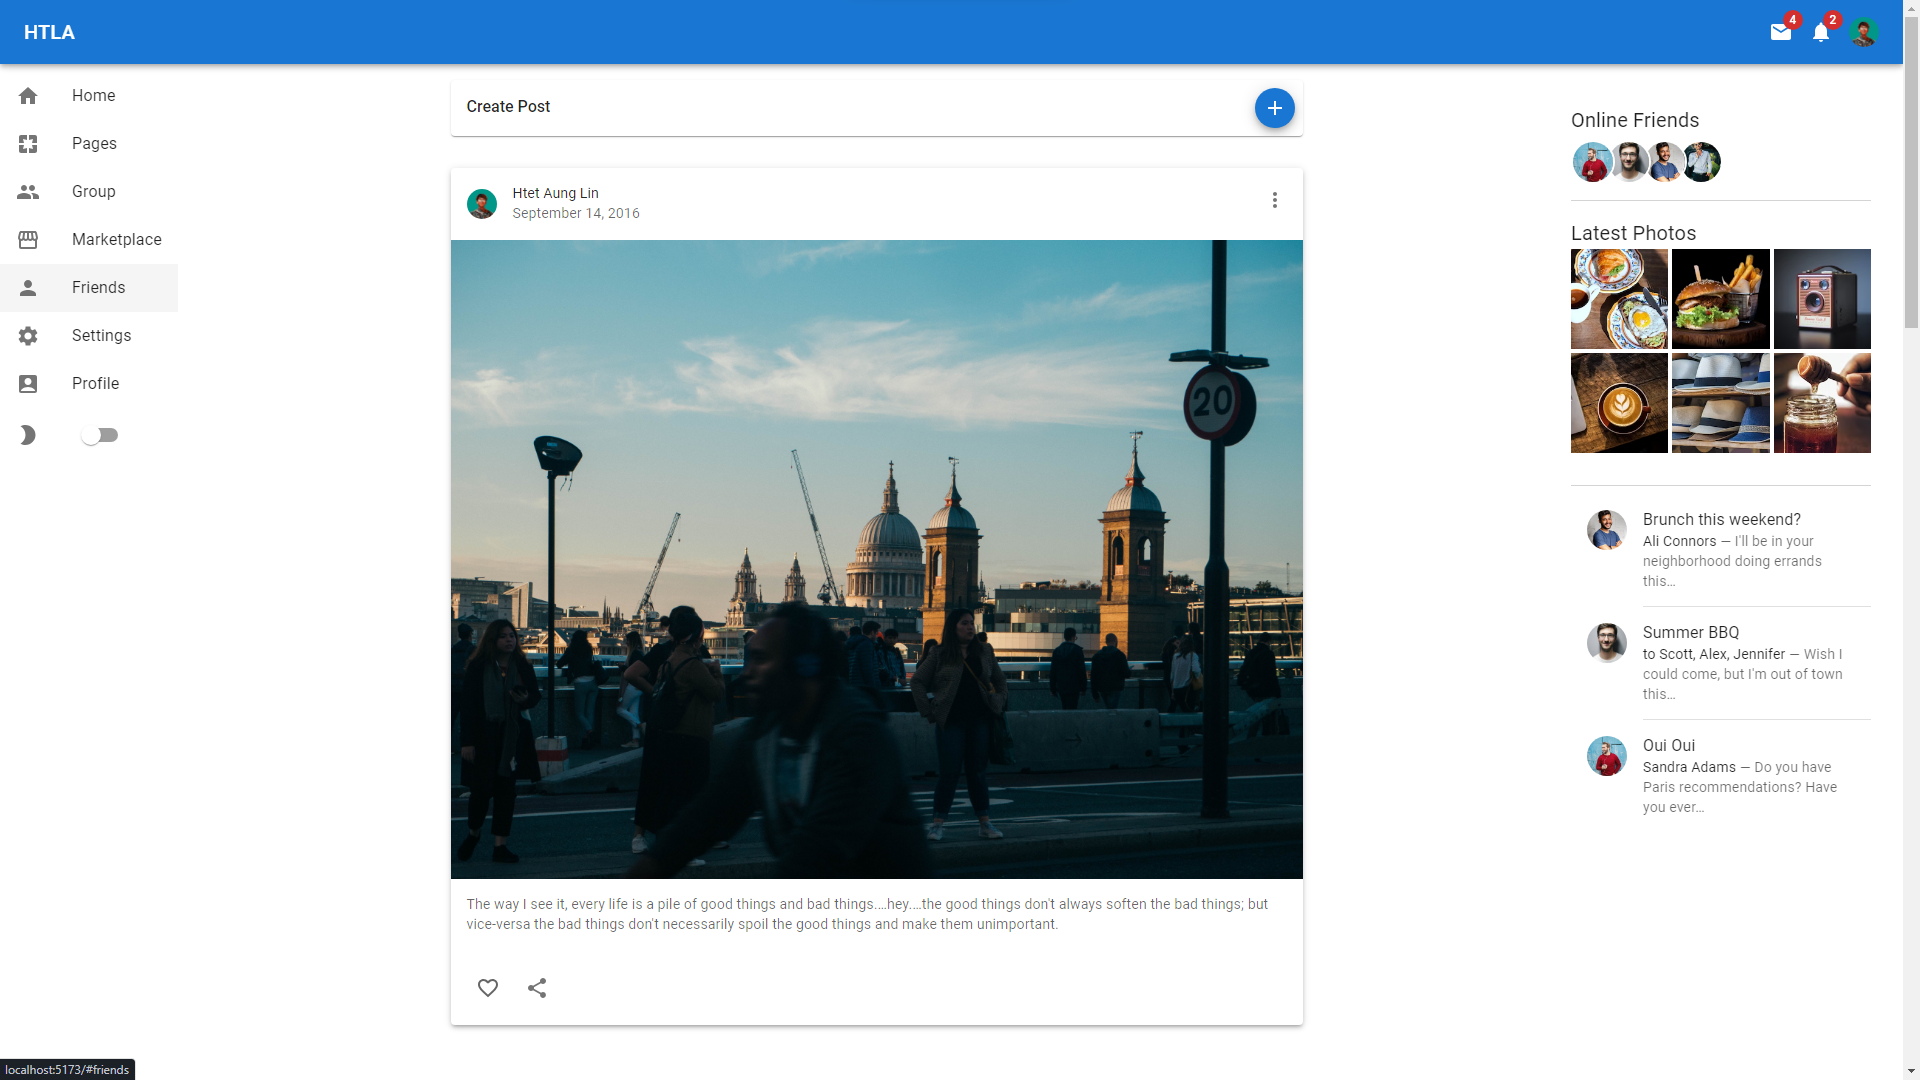 HTLA
4
2
Home
Pages
Group
Marketplace
Friends
Settings
Profile
Create Post
Htet Aung Lin
September 14, 2016
20
The way I see it, every life is a pile of good things and bad things.…hey.…the good things don't always soften the bad things; but
vice-versa the bad things don't necessarily spoil the good things and make them unimportant.
Online Friends
Latest Photos
Brunch this weekend?
Ali Connors — I'll be in your
neighborhood doing errands
this…
Summer BBQ
to Scott, Alex, Jennifer — Wish I
could come, but I'm out of town
this…
Oui Oui
Sandra Adams — Do you have
Paris recommendations? Have
you ever…
localhost:5173/#friends